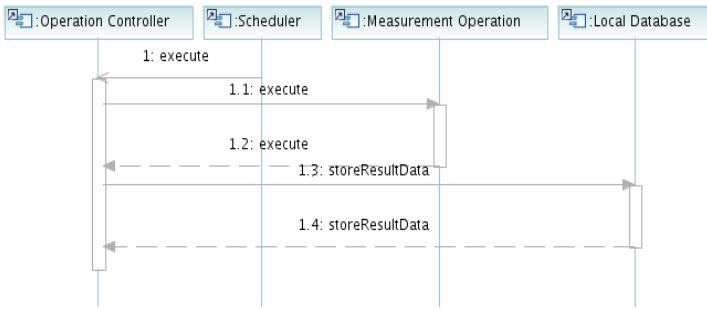 :Operation Controller
:Scheduler
:Measurement Operation
:Local Database
1: execute
1.1: execute
1.2: execute
1.3: storeResultData
1.4: storeResultData